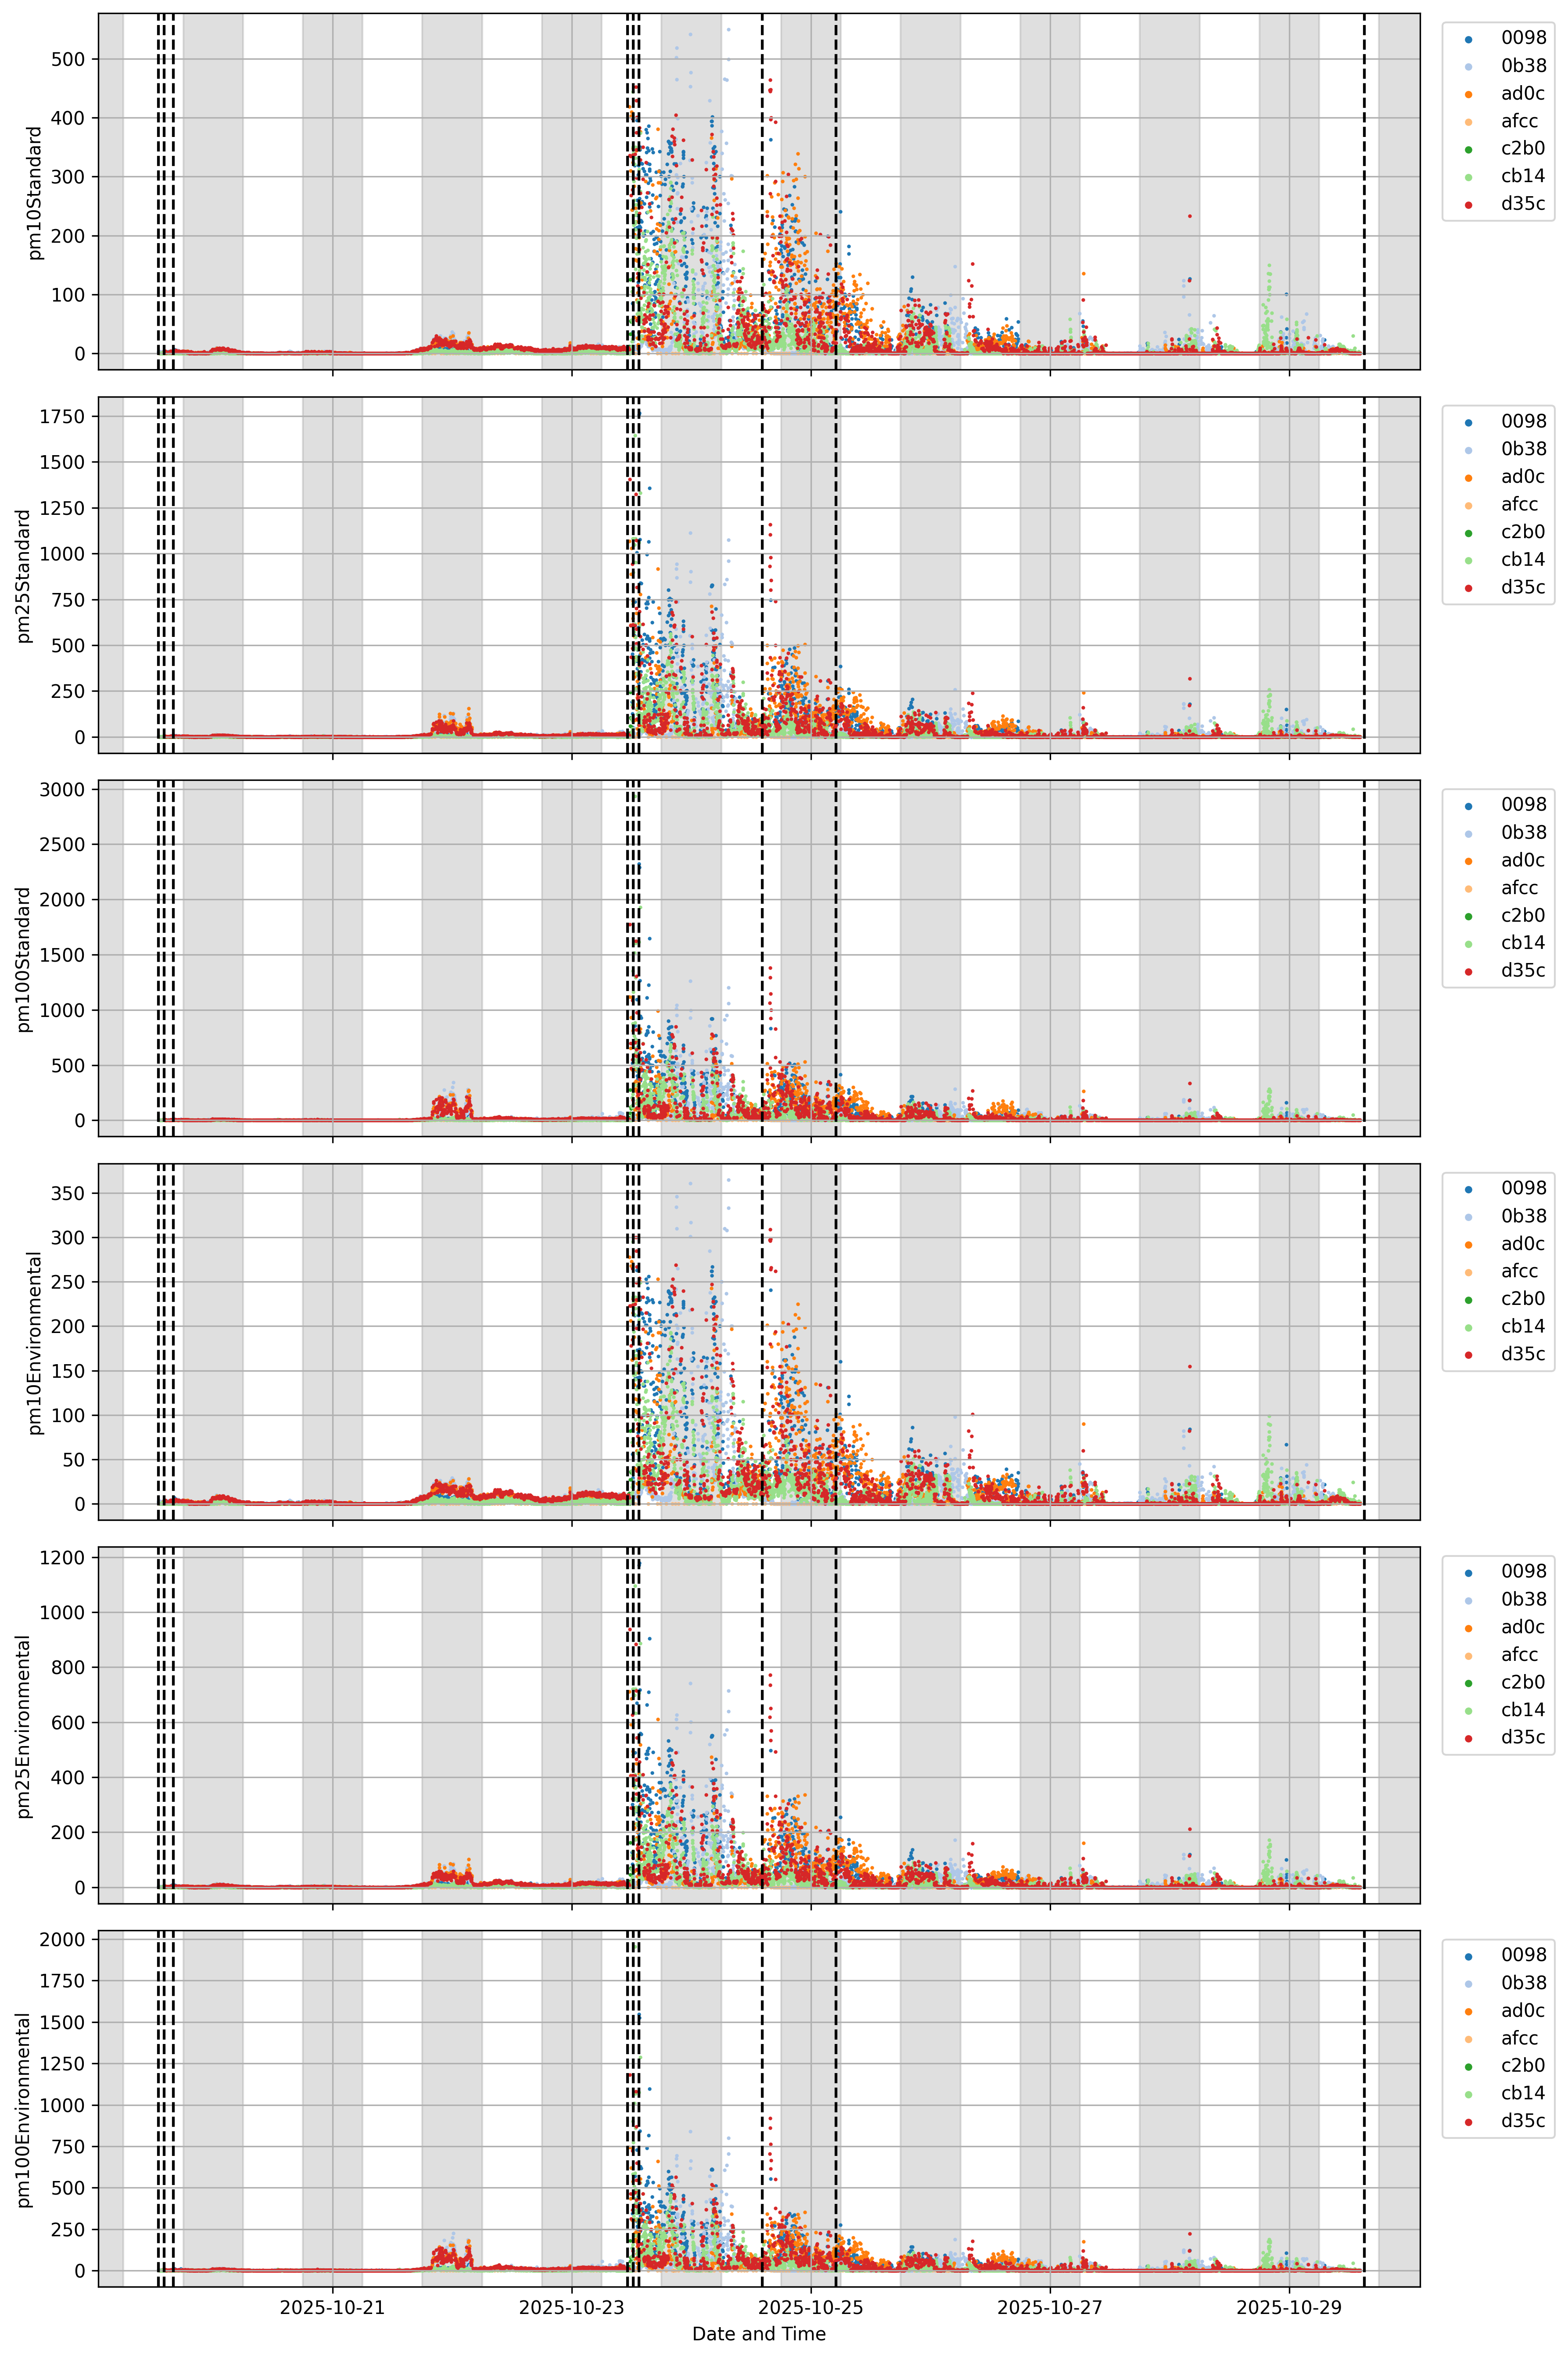 pm10Standard
500
400
300
200
100
0
0098
0b38
ad0c
afcc
c2b0
cb14
d35c
pm25Standard
1750
1500
1250
1000
750
500
250
0
0098
0b38
ad0c
afcc
c2b0
cb14
d35c
pm100Standard
3000
2500
2000
1500
1000
500
0
0098
0b38
ad0c
afcc
c2b0
cb14
d35c
pm10Environmental
350
300
250
200
150
100
50
0
0098
0b38
ad0c
afcc
c2b0
cb14
d35c
pm25Environmental
1200
1000
800
600
400
200
0
0098
0b38
ad0c
afcc
c2b0
cb14
d35c
pm100Environmental
2000
1750
1500
1250
1000
750
500
250
0
0098
0b38
ad0c
afcc
c2b0
cb14
d35c
2025-10-21 2025-10-23 2025-10-25 2025-10-27 2025-10-29
Date and Time